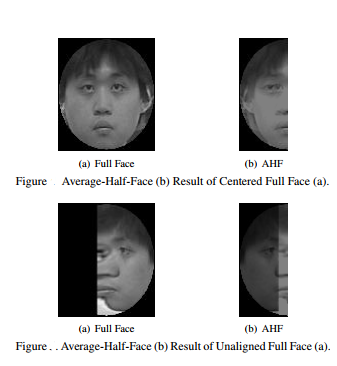 (a) Full Face (b) AHF
Figure . Average-Half-Face (b) Result of Centered Full Face (a).
(a) Full Face (b) AHF
Figure . . Average-Half-Face (b) Result of Unaligned Full Face (a).